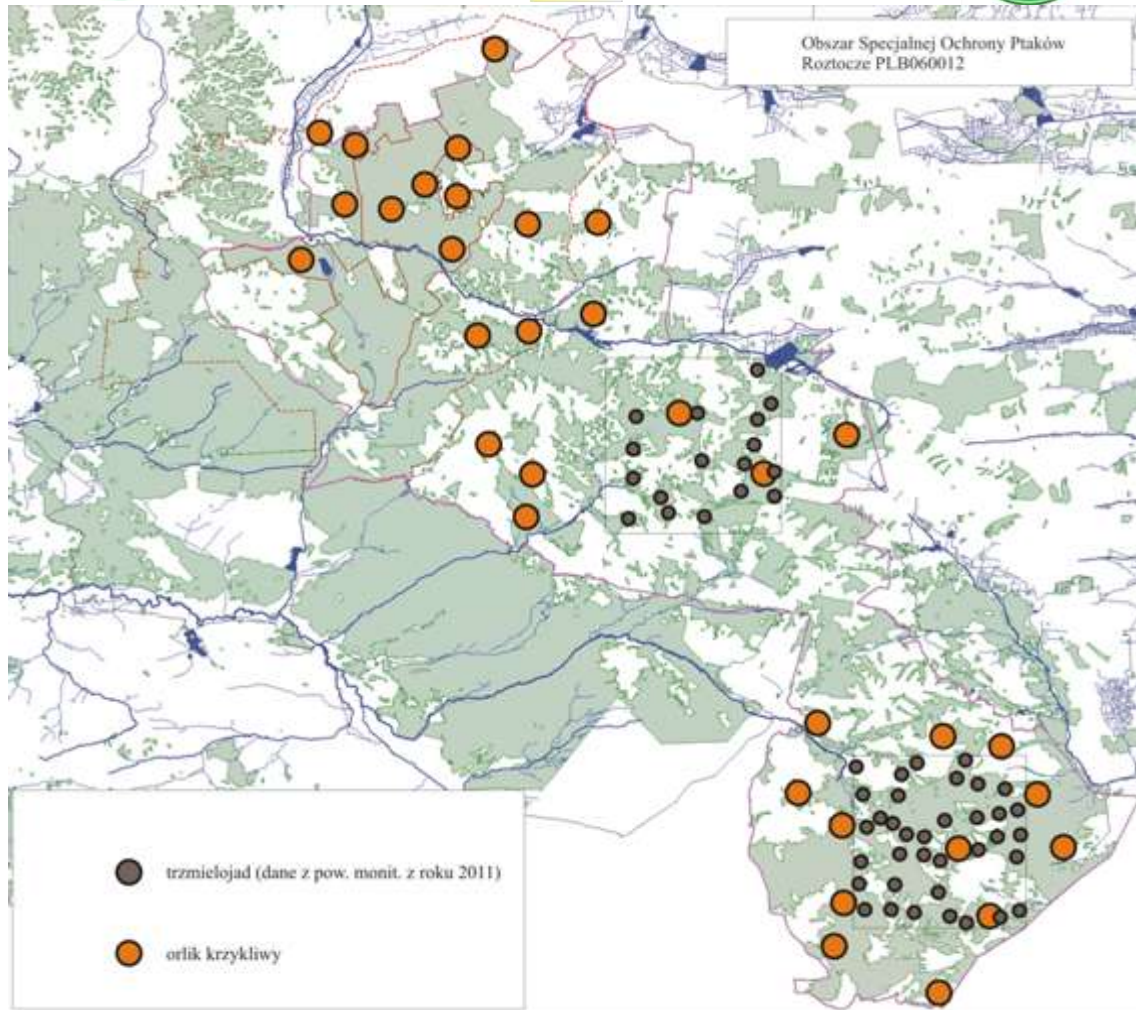 Obszar Specjalnej Ochrony Ptaków
Roztocze PLB060012
trzmielojad (dane z pow. monit. z roku 2011)
orlik krzykliwy